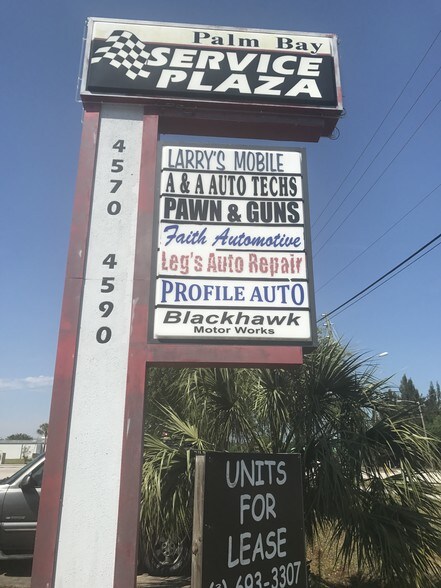 Palm Bay
SERVICE
PLAZA
4570
4590
LARRY'S MOBILE
A & A AUTO TECHS
PAWN & GUNS
Faith Automotive
Leg's Auto Repair
PROFILE AUTO
Blackhawk
Motor Works
UNITS
FOR
LEASE
693-3307